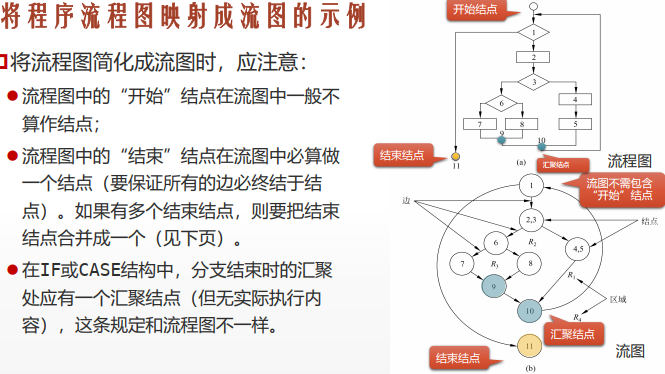 将程序流程图映射成流图的示例
将流程图简化成流图时，应注意：
流程图中的“开始”结点在流图中一般不
算作结点；
流程图中的“结束”结点在流图中必算做
一个结点（要保证所有的边必终结于结
点）。如果有多个结束结点，则要把结束
结点合并成一个（见下页）。
在IF或CASE结构中，分支结束时的汇聚
处应有一个汇聚结点（但无实际执行内
容），这条规定和流程图不一样。
开始结点
1
2
3
6
4
7
8
5
9
10
结束结点
11
(a)
汇聚结点
流程图
1
流图不需包含
“开始”结点
边
2,3
结点
6
R2
4,5
7
R3
8
R1
9
区域
10
R4
汇聚结点
结束结点
11
流图
(b)